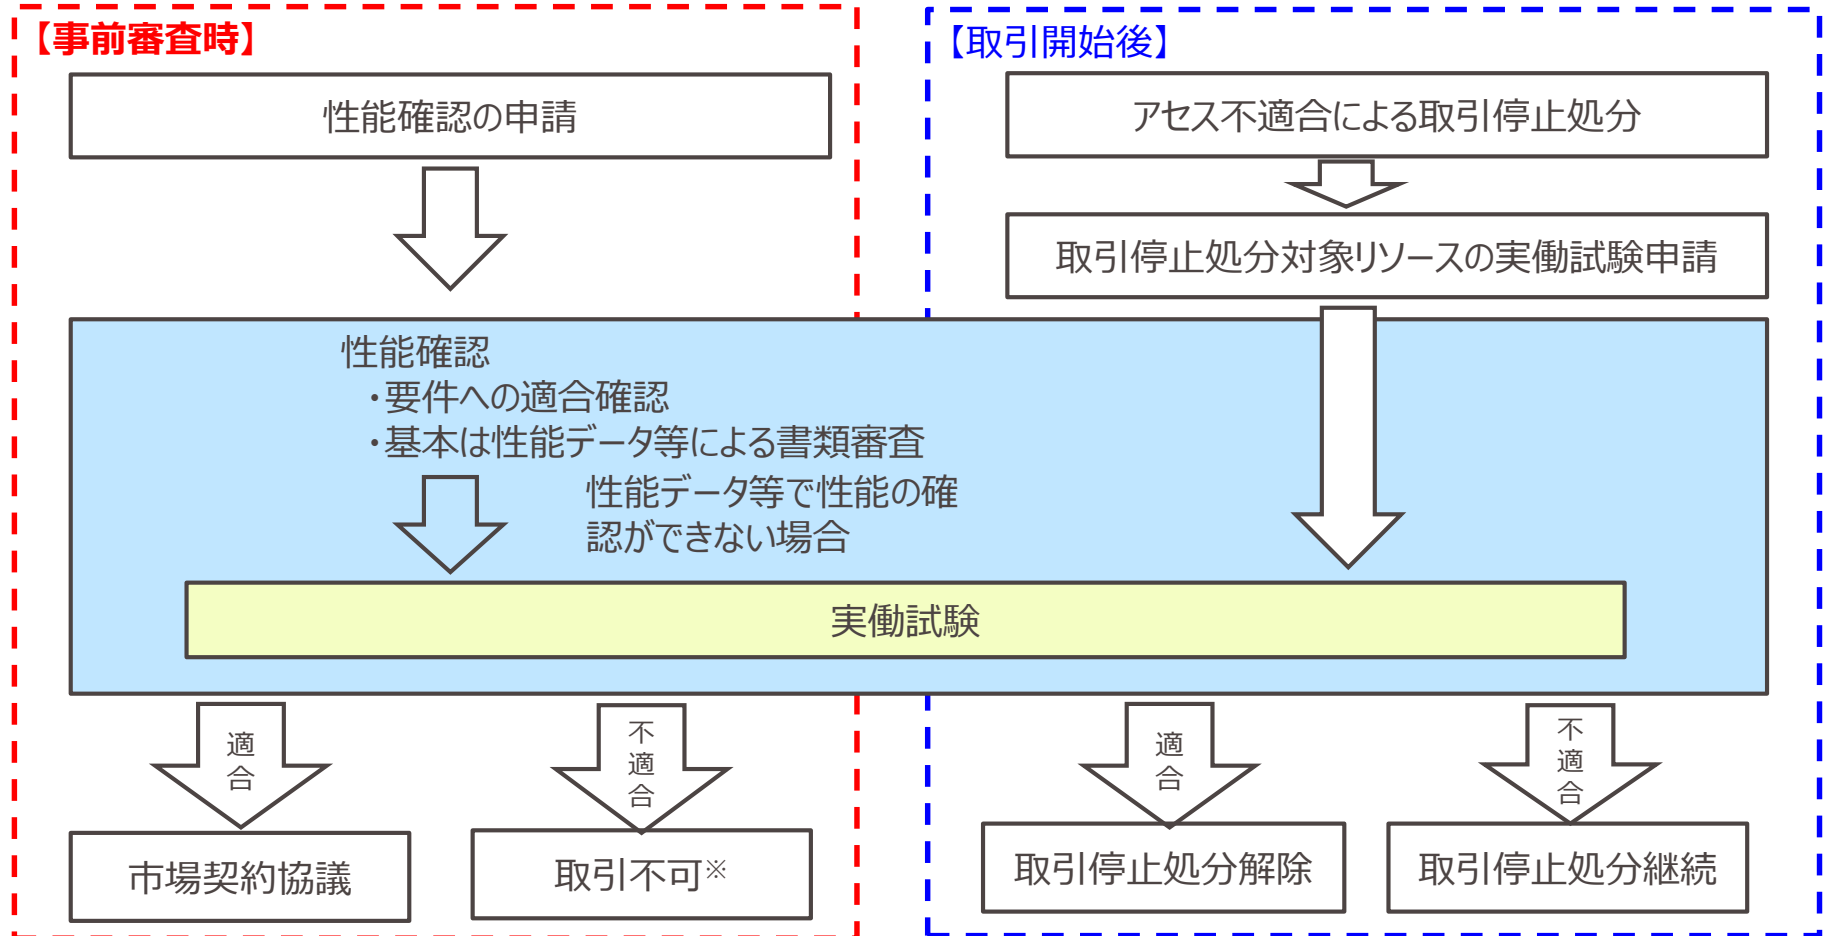 【事前審査時】
性能確認の申請
性能確認
・要件への適合確認
・基本は性能データ等による書類審査
性能データ等で性能の確
認ができない場合
【取引開始後】
アセス不適合による取引停止処分
取引停止処分対象リソースの実働試験申請
実働試験
適合
不適合
適合
不適合
市場契約協議
取引不可※
取引停止処分解除
取引停止処分継続